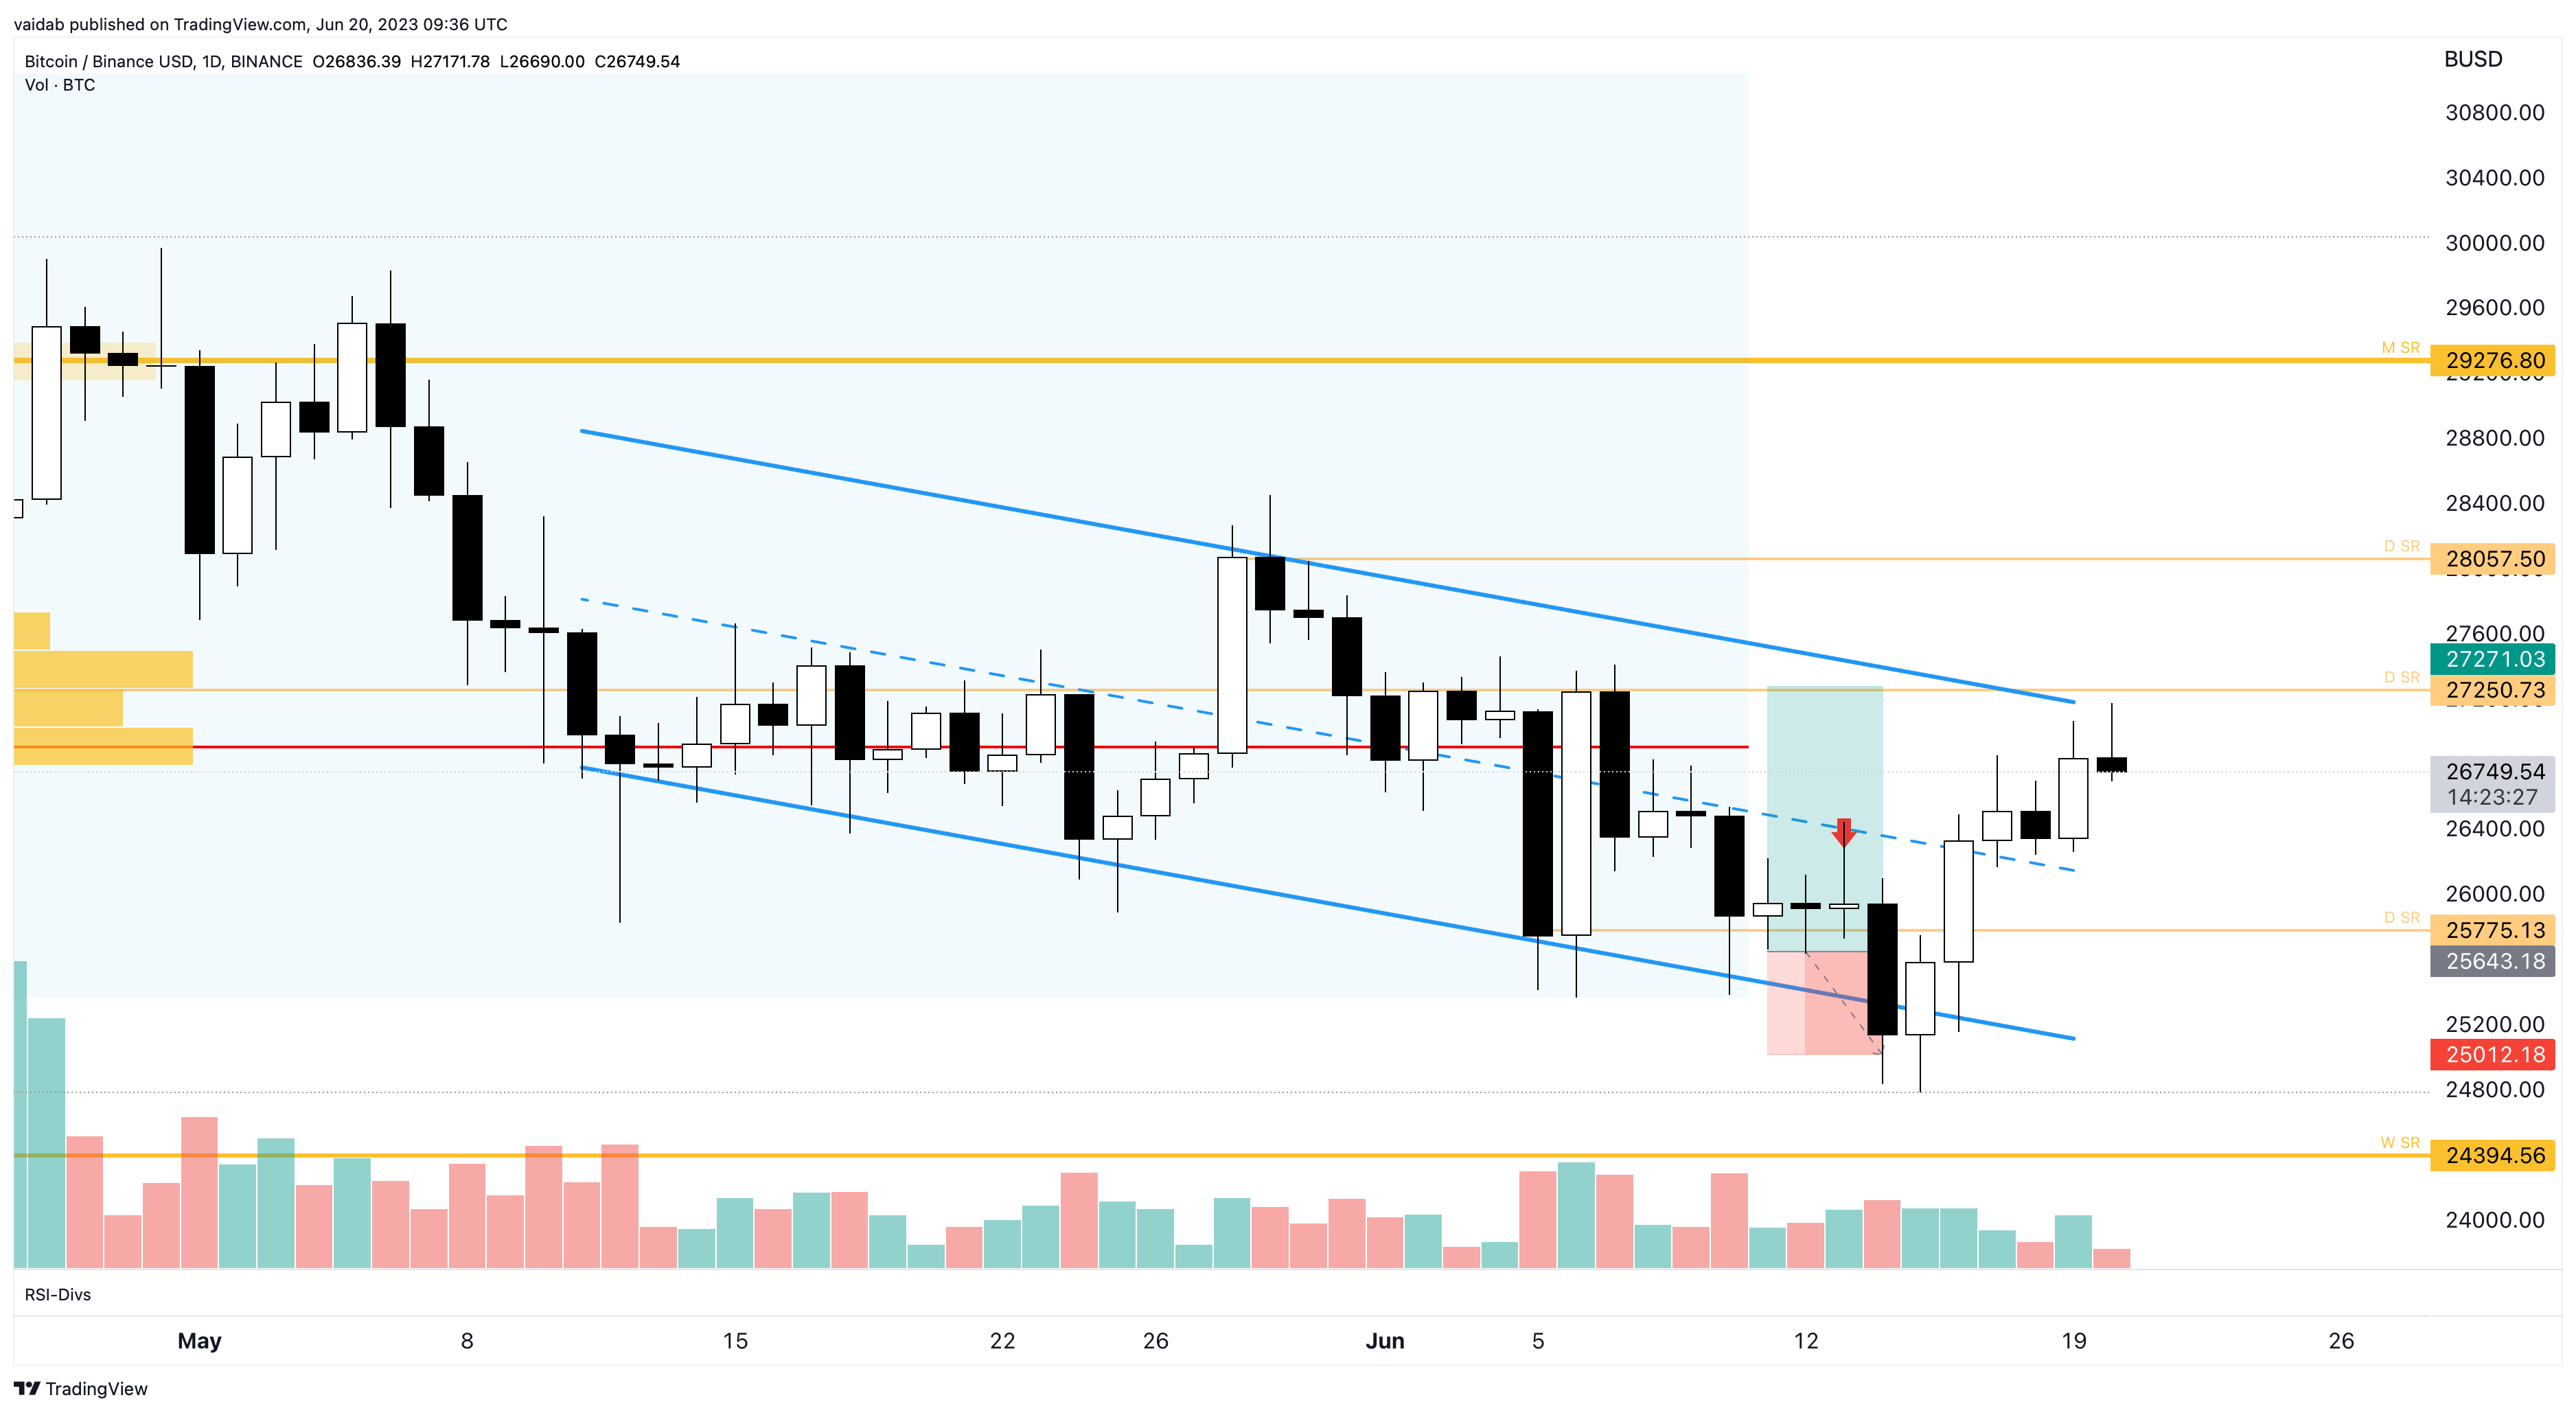 vaidab published on TradingView.com, Jun 20, 2023 09:36 UTC
Bitcoin / Binance USD, 1D, BINANCE O26836.39 H27171.78 L26690.00 C26749.54
Vol · BTC
BUSD
30800.00
30400.00
30000.00
29600.00
M SR
29276.80
28800.00
28400.00
D SR
28057.50
27600.00
27271.03
D SR
27250.73
26749.54
14:23:27
26400.00
26000.00
D SR
25775.13
25643.18
25200.00
25012.18
24800.00
W SR
24394.56
24000.00
RSI-Divs
May 8 15 22 26 Jun 5 12 19 26
TradingView